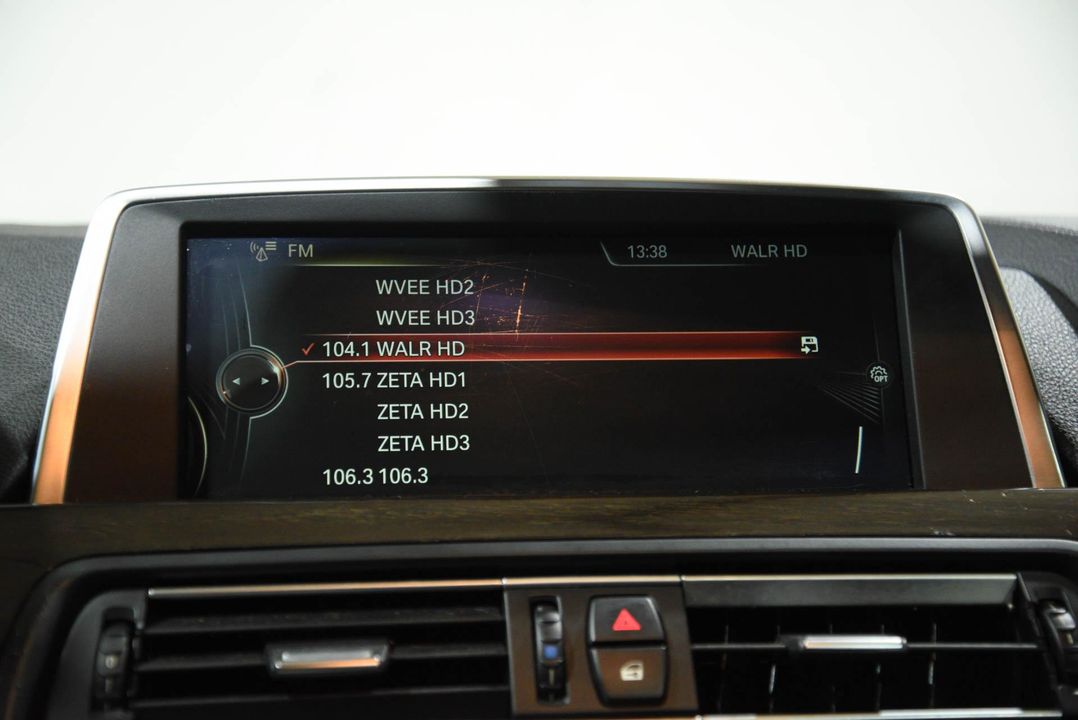 FM 13:38 WALR HD
WVEE HD2
WVEE HD3
104.1 WALR HD
105.7 ZETA HD1
ZETA HD2
ZETA HD3
106.3 106.3
OPT